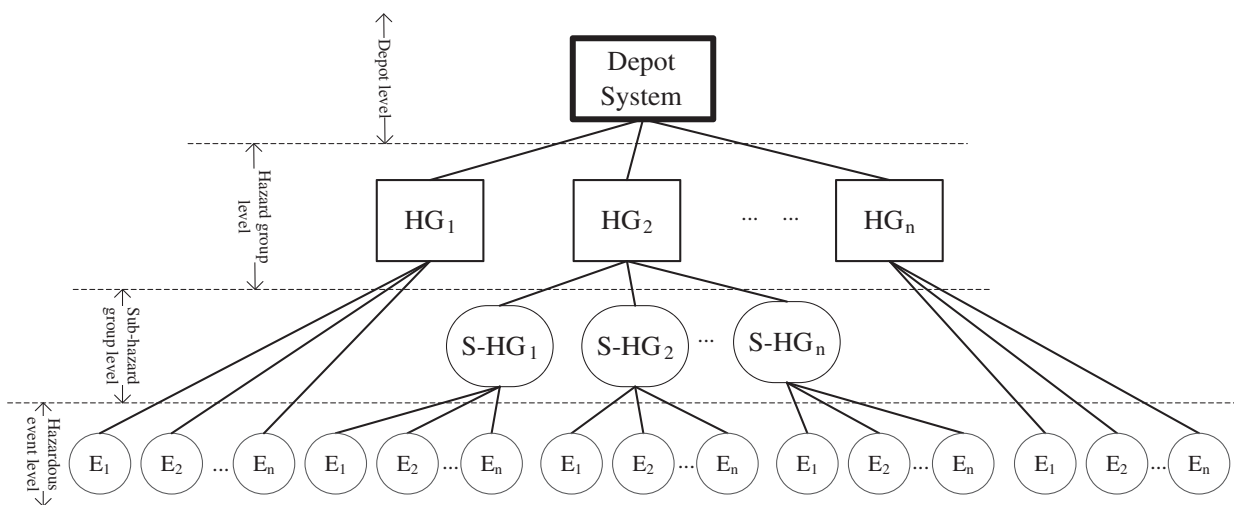 Depot level
Depot
System
Hazard group
level
HG₁
HG₂
... ...
HGₙ
Sub-hazard
group level
S-HG₁
S-HG₂
...
S-HGₙ
Hazardous
event level
E₁
E₂
...
Eₙ
E₁
E₂
...
Eₙ
E₁
E₂
...
Eₙ
E₁
E₂
...
Eₙ
E₁
E₂
...
Eₙ